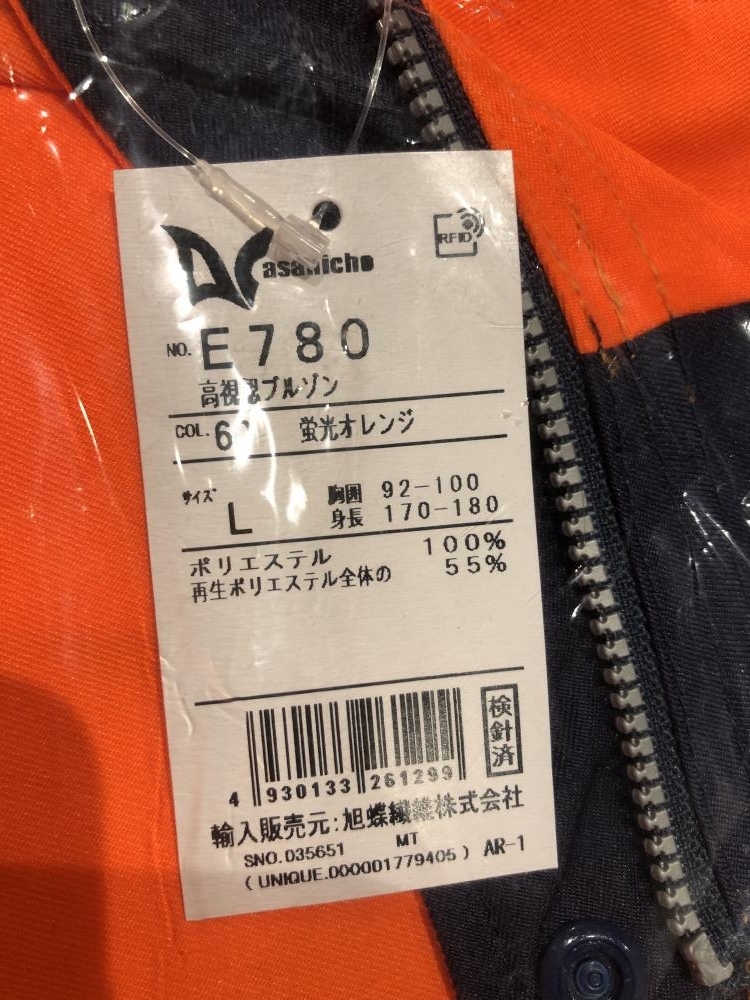 asahicho
RFID
NO. E780
高視認ブルゾン
COL. 蛍光オレンジ
サイズ L
胸囲 92-100
身長 170-180
ポリエステル 100%
再生ポリエステル全体の 55%
検針済
4 930133 261299
輸入販売元:旭蝶繊維株式会社
SNO.035651 MT
(UNIQUE.000001779405) AR-1